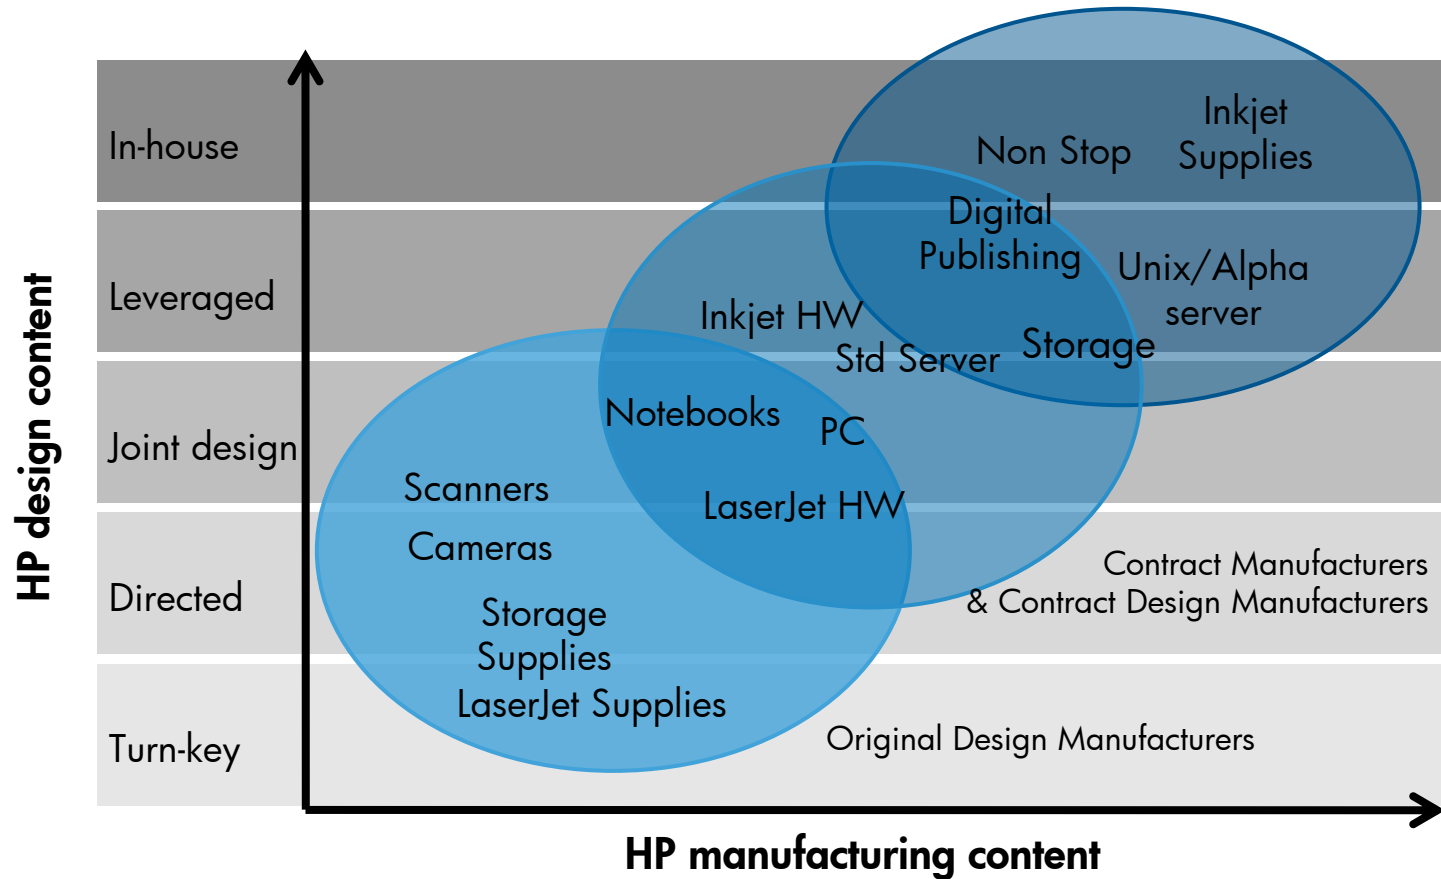 HP design content
In-house
Leveraged
Joint design
Directed
Turn-key
Inkjet
Supplies
Non Stop
Digital
Publishing
Unix/Alpha
server
Inkjet HW
Std Server
Storage
Notebooks
PC
Scanners
LaserJet HW
Cameras
Storage
Supplies
LaserJet Supplies
Contract Manufacturers
& Contract Design Manufacturers
Original Design Manufacturers
HP manufacturing content